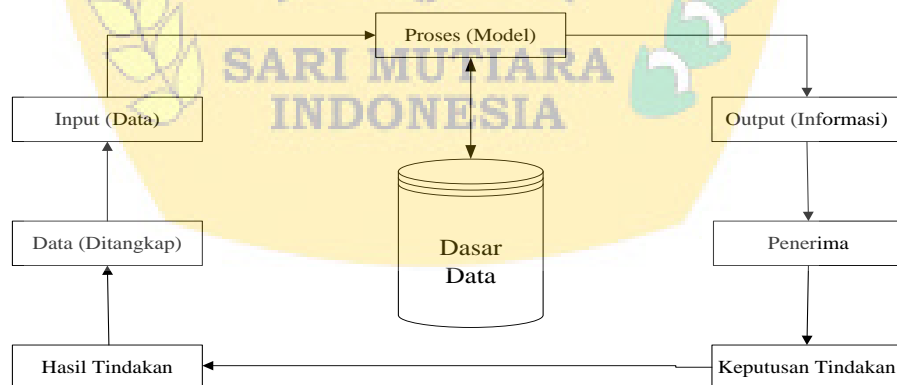 Proses (Model)
SARI MUTIARA
INDONESIA
Input (Data)
Output (Informasi)
Data (Ditangkap)
Dasar
Data
Penerima
Hasil Tindakan
Keputusan Tindakan